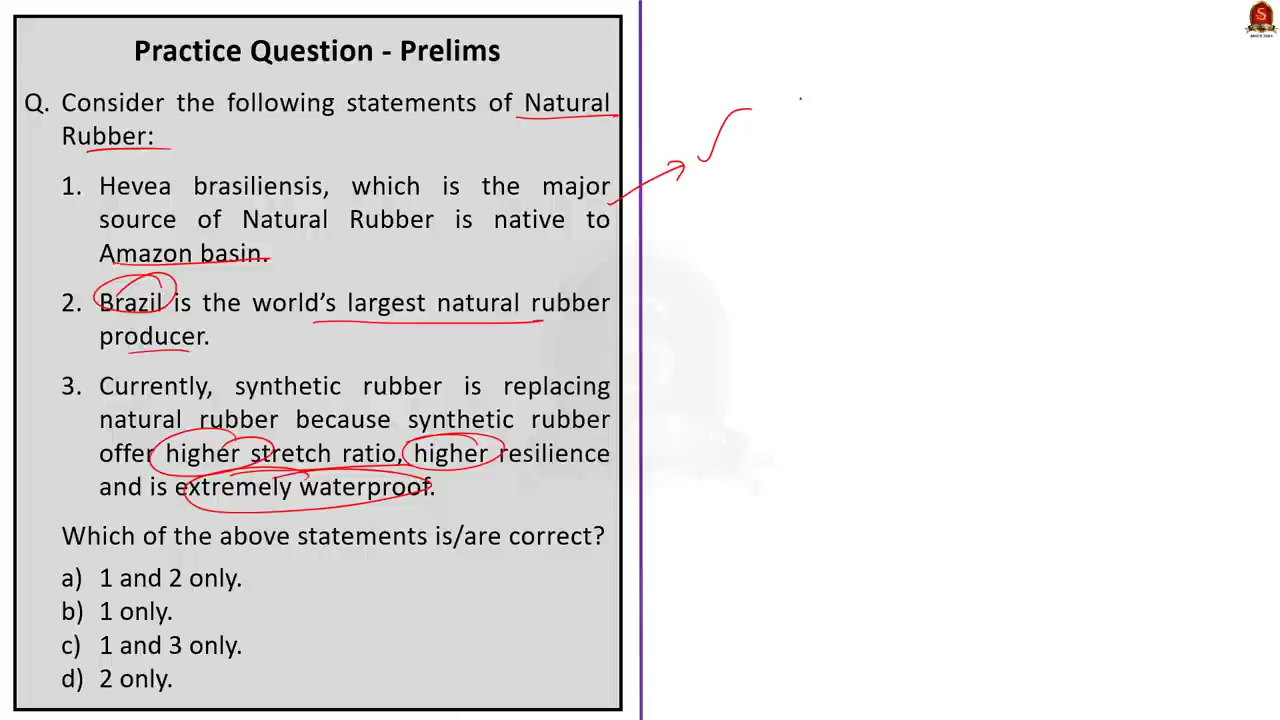 Practice Question - Prelims
Q. Consider the following statements of Natural
Rubber:
1. Hevea brasiliensis, which is the major
source of Natural Rubber is native to
Amazon basin.
2. Brazil is the world's largest natural rubber
producer.
3. Currently, synthetic rubber is replacing
natural rubber because synthetic rubber
offer higher stretch ratio, higher resilience
and is extremely waterproof.
Which of the above statements is/are correct?
a) 1 and 2 only.
b) 1 only.
c) 1 and 3 only.
d) 2 only.